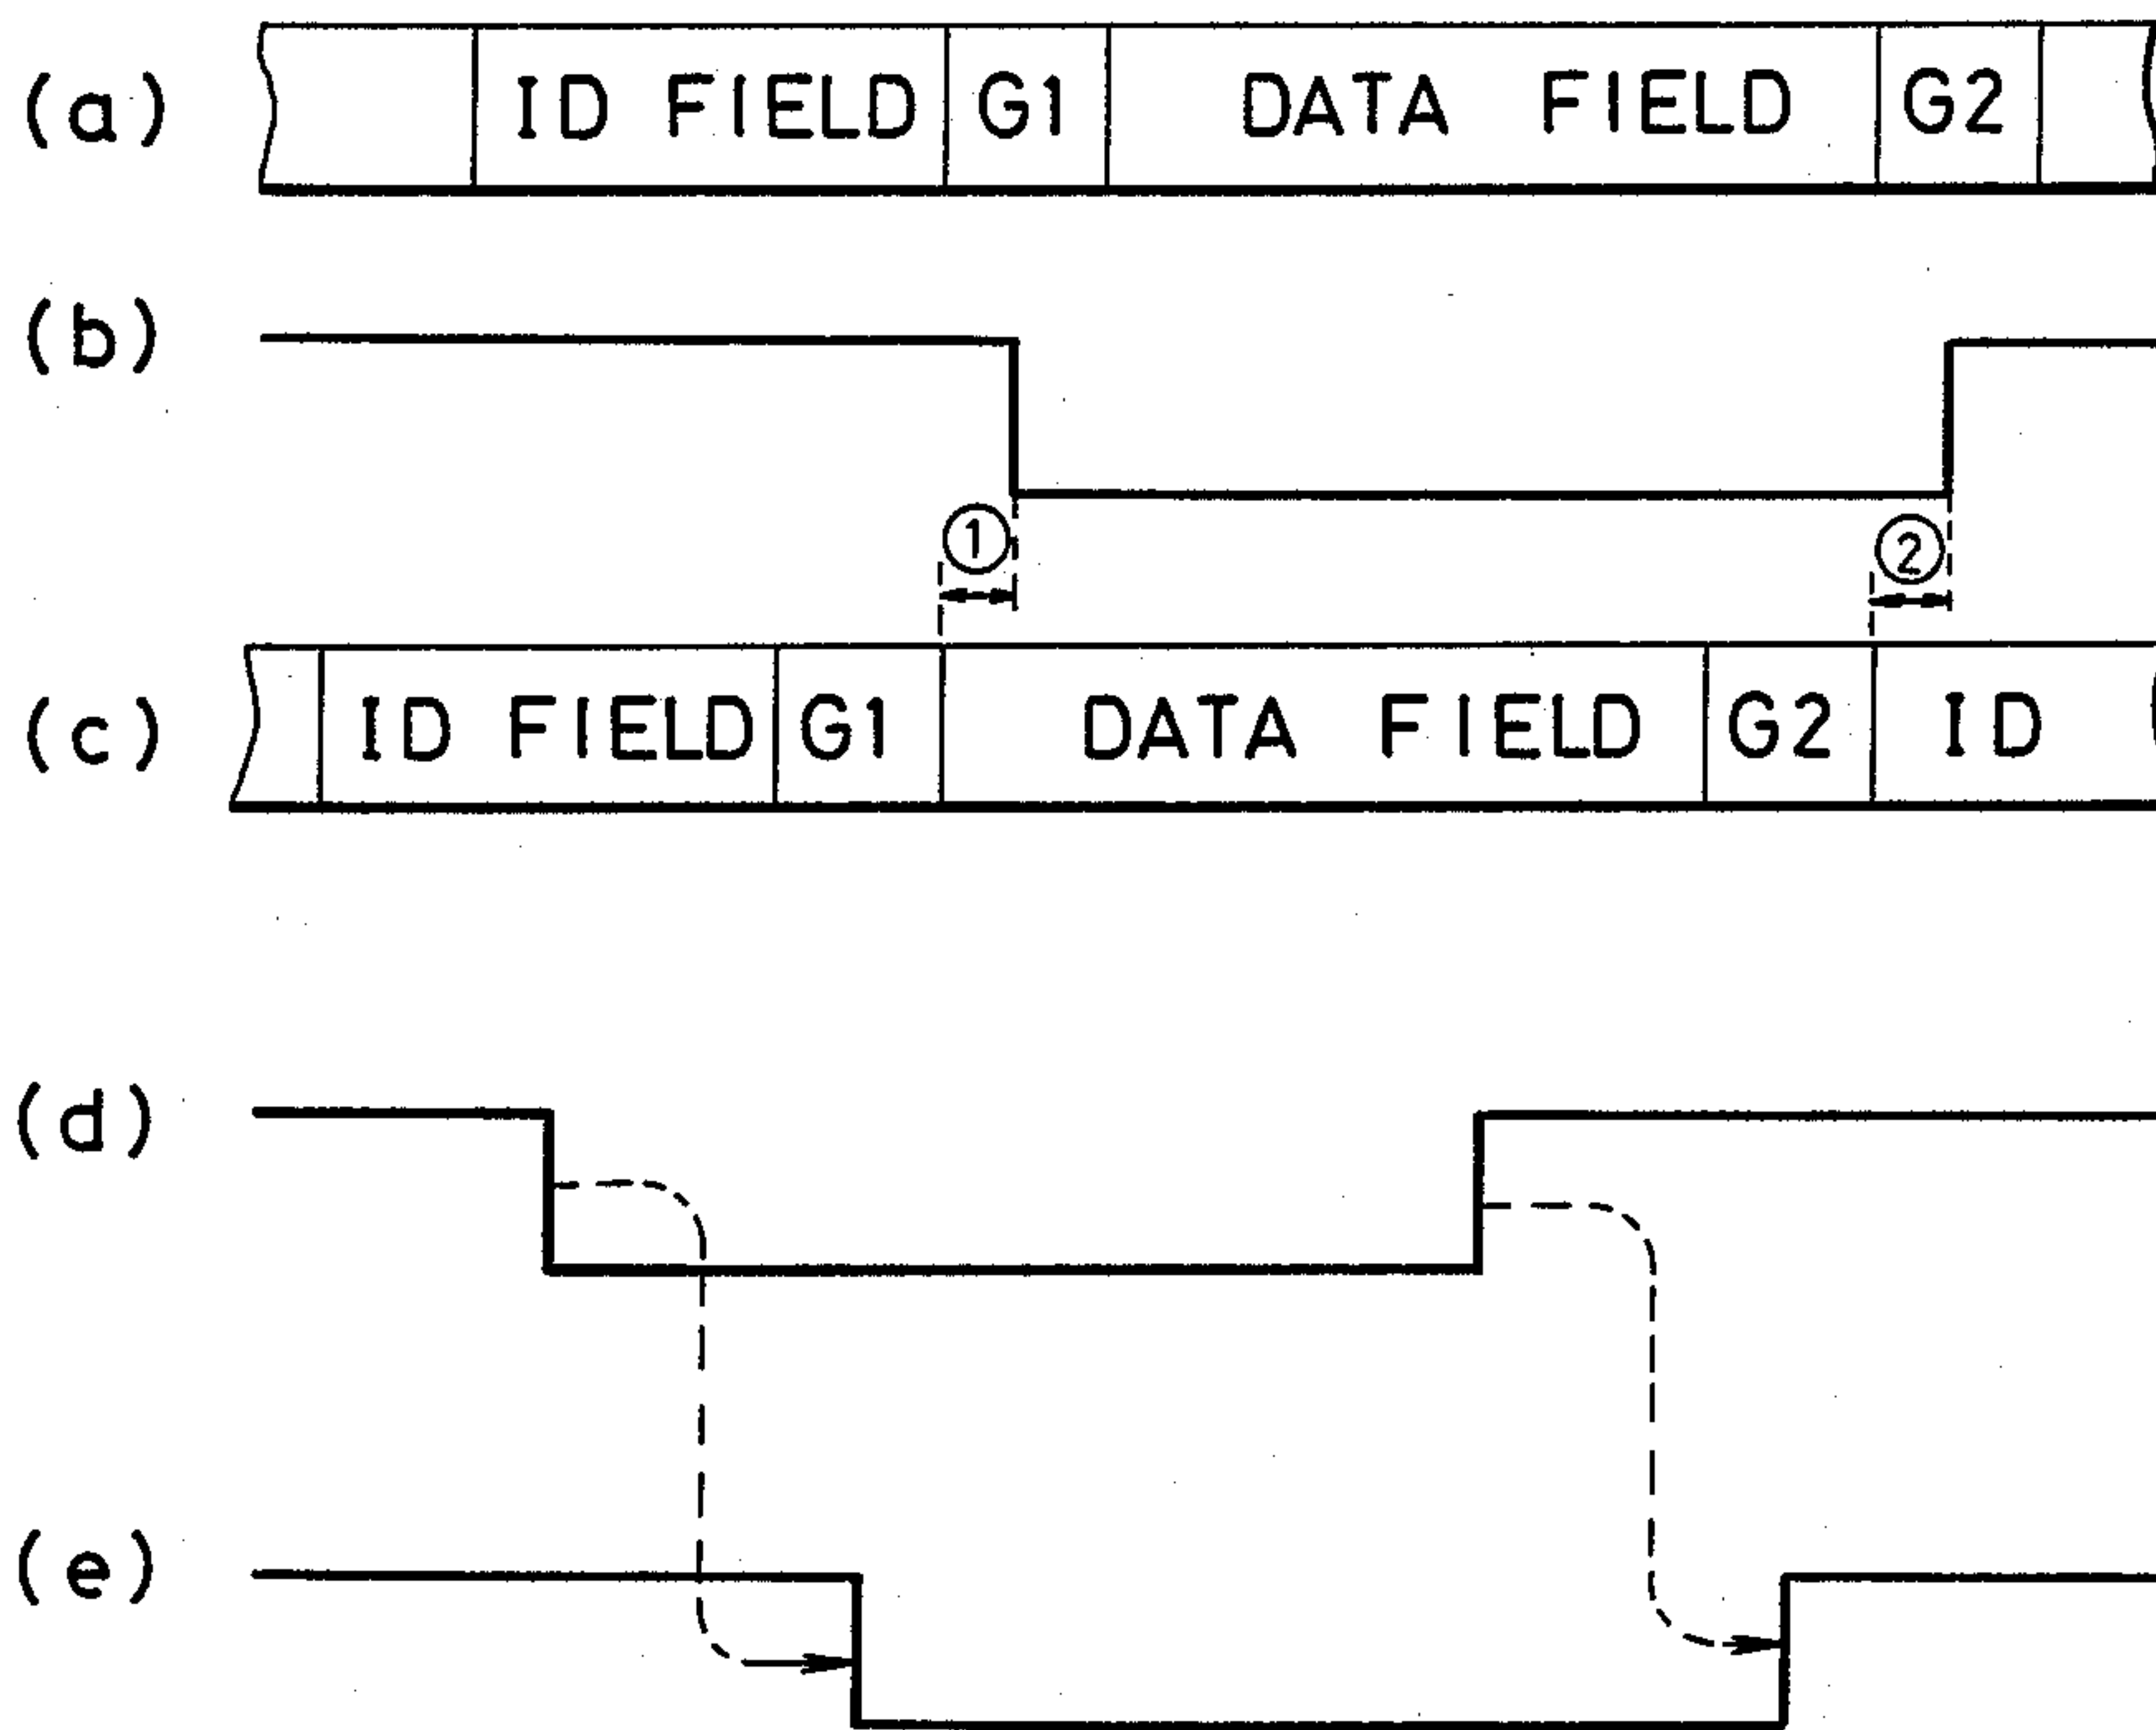 (a) ID FIELD G1 DATA FIELD G2
(b)
① ②
(c) ID FIELD G1 DATA FIELD G2 ID
(d)
(e)